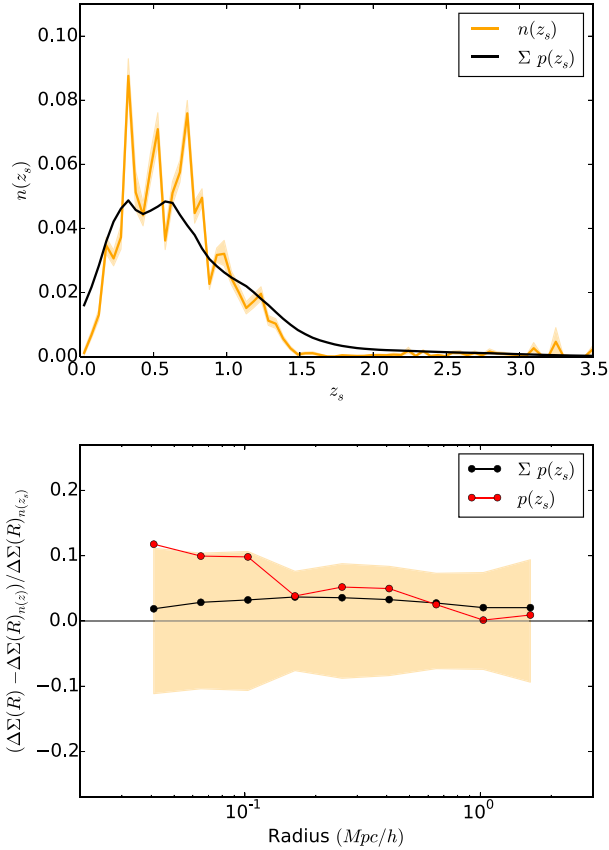 n(z_s)
Σ p(z_s)
0.10
0.08
0.06
0.04
0.02
0.00
n(z_s)
0.0 0.5 1.0 1.5 2.0 2.5 3.0 3.5
z_s
Σ p(z_s)
p(z_s)
0.2
0.1
0.0
−0.1
−0.2
(ΔΣ(R) −ΔΣ(R)_{n(z)})/ΔΣ(R)_{n(z_s)}
10^{-1} 10^{0}
Radius (Mpc/h)